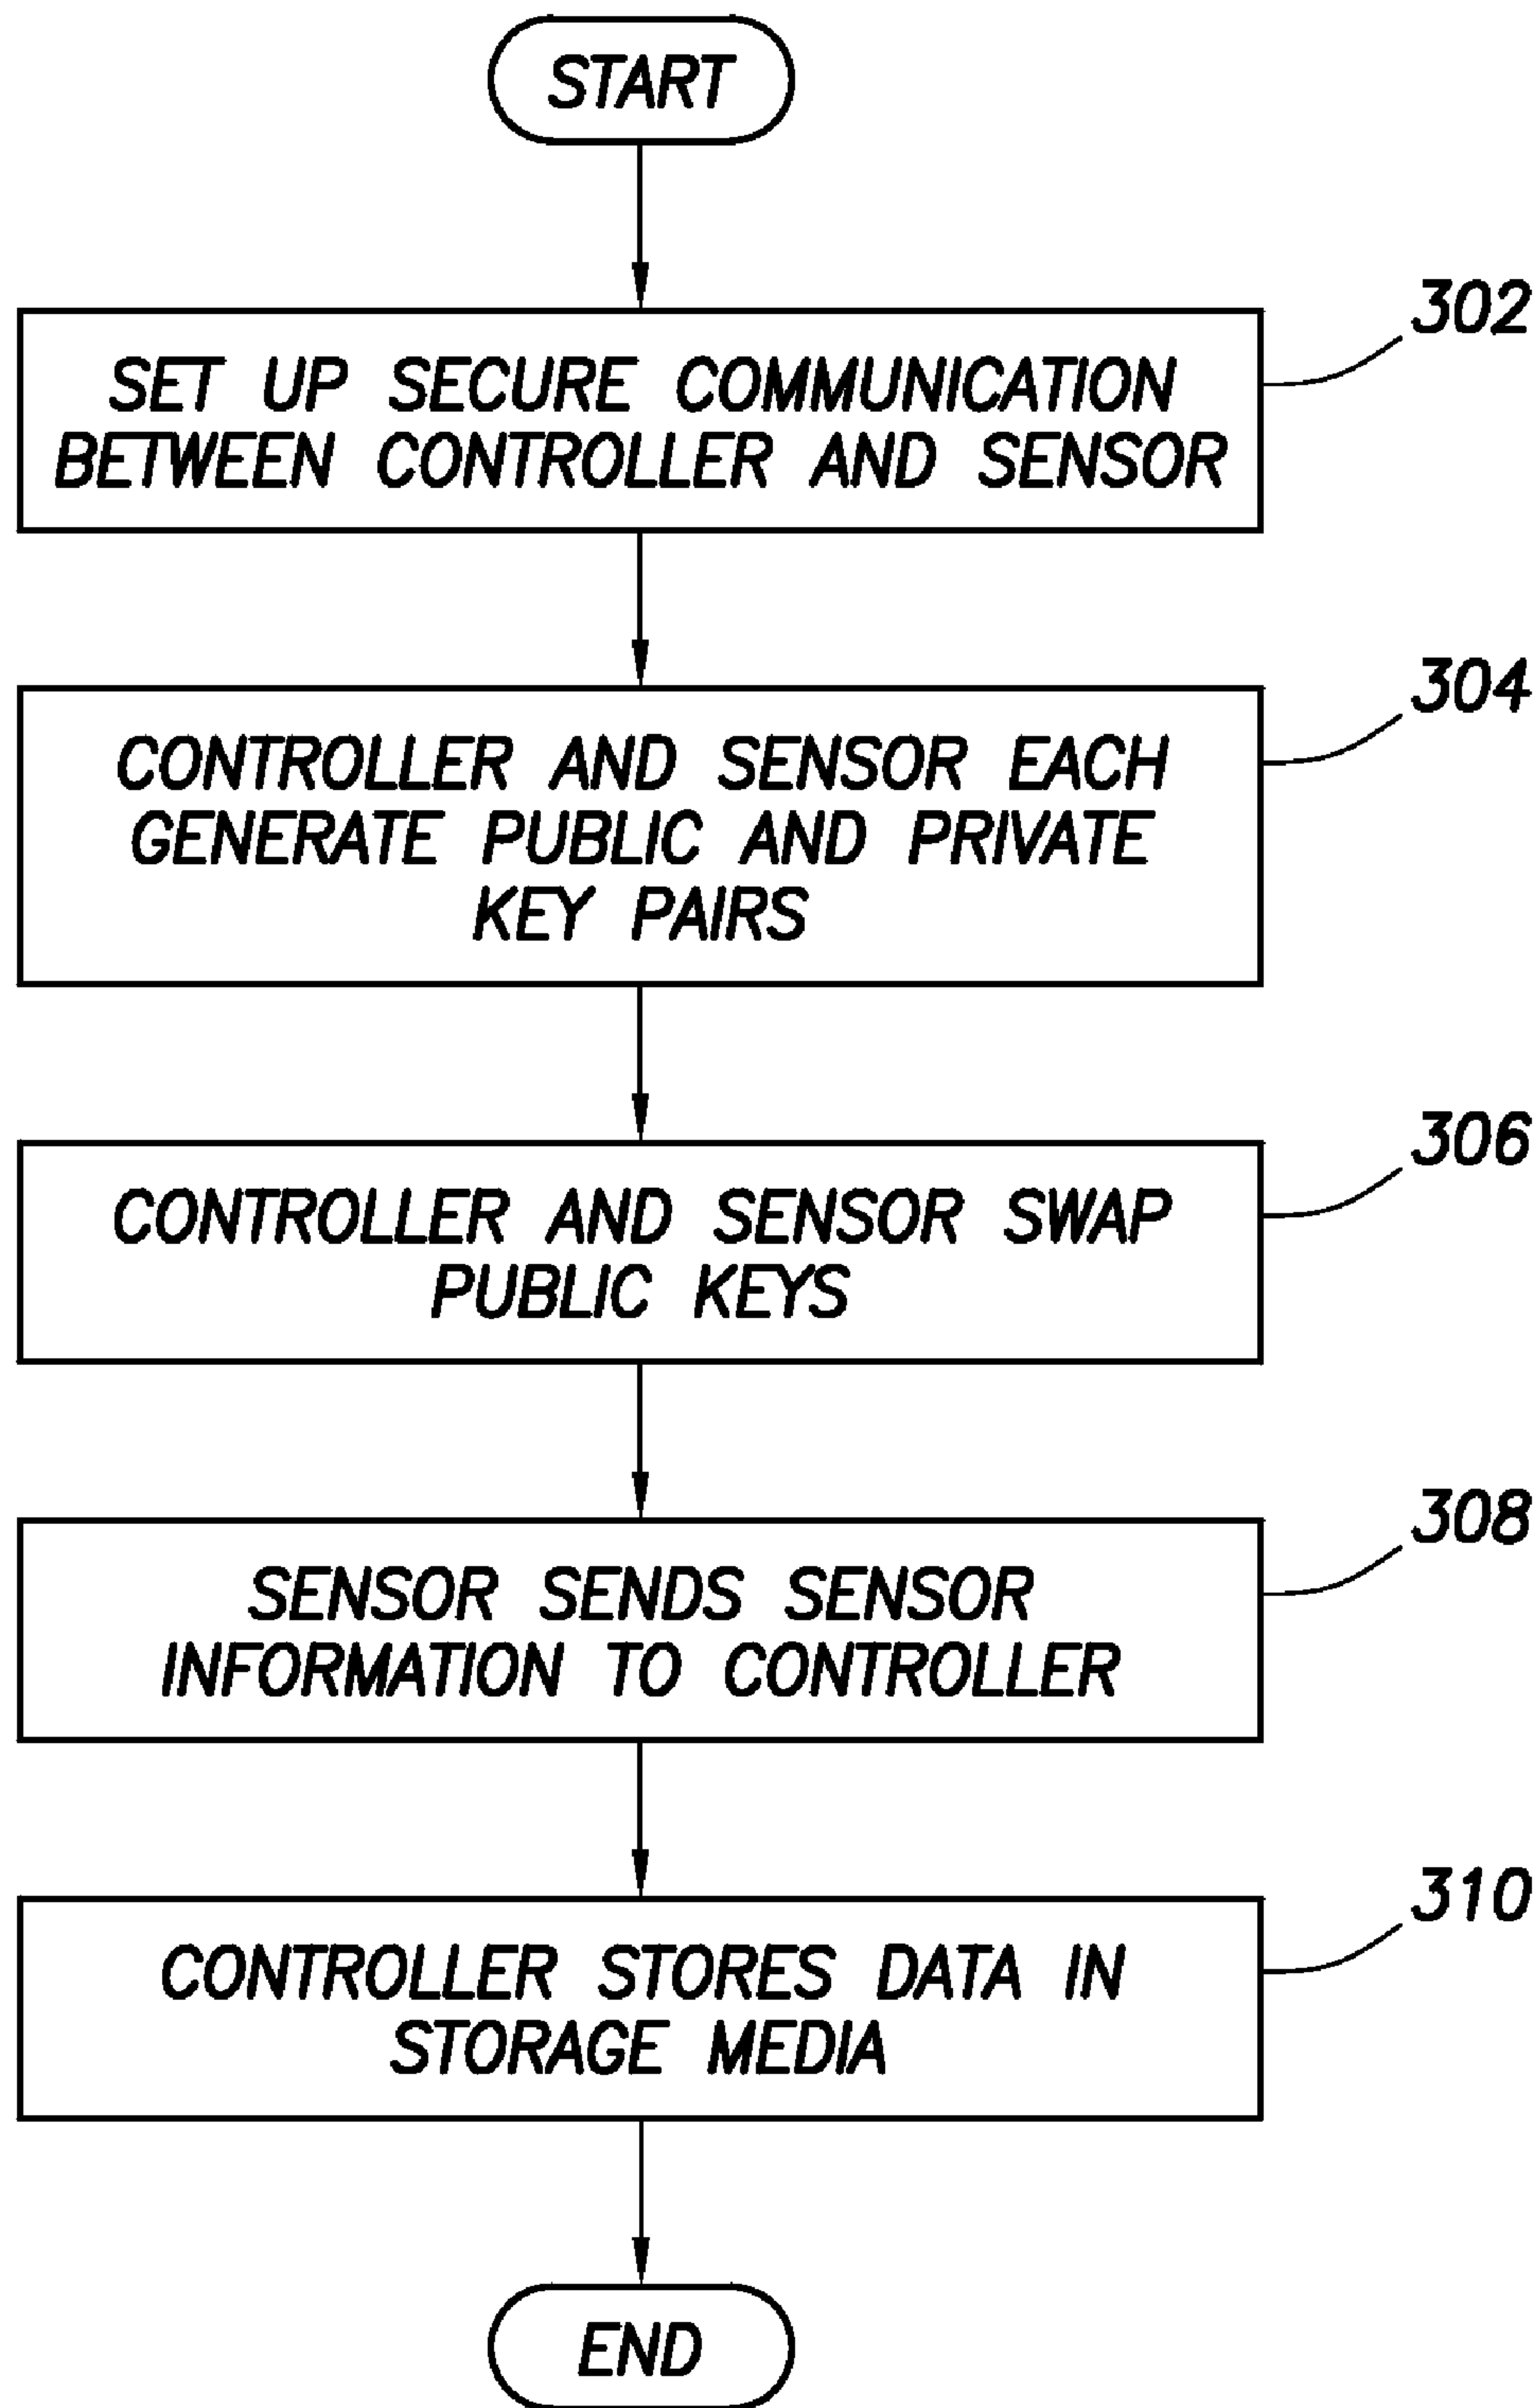 START
302
SET UP SECURE COMMUNICATION
BETWEEN CONTROLLER AND SENSOR
304
CONTROLLER AND SENSOR EACH
GENERATE PUBLIC AND PRIVATE
KEY PAIRS
306
CONTROLLER AND SENSOR SWAP
PUBLIC KEYS
308
SENSOR SENDS SENSOR
INFORMATION TO CONTROLLER
310
CONTROLLER STORES DATA IN
STORAGE MEDIA
END